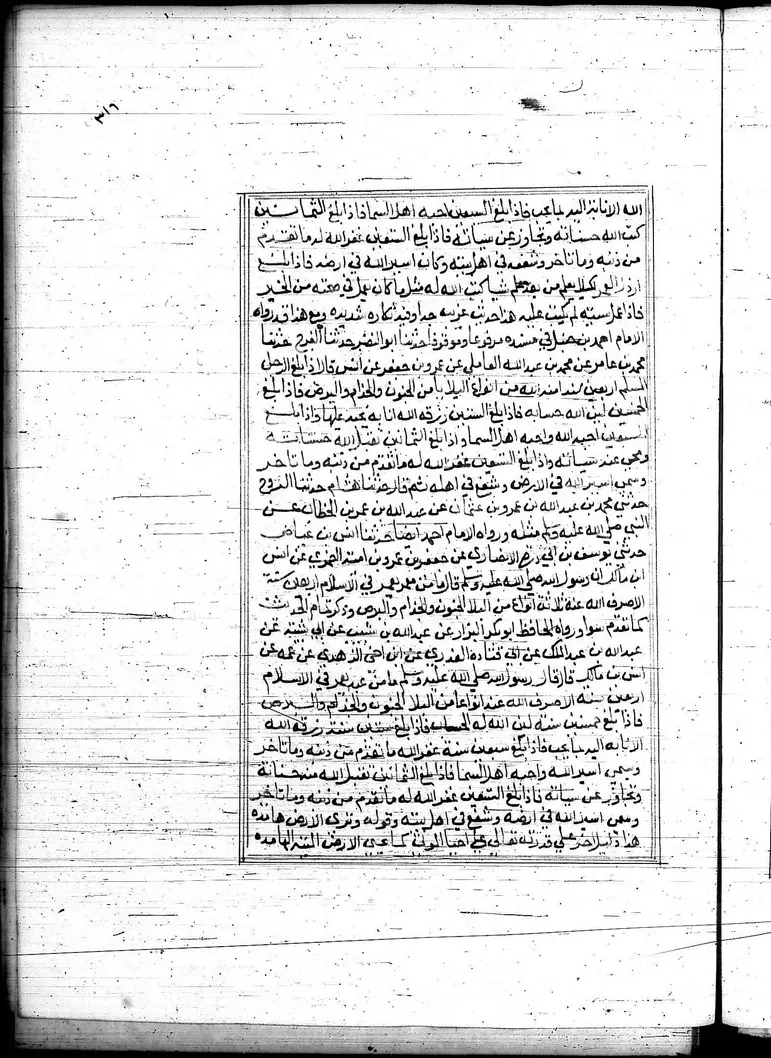 ٣١٦
الله الانابة اليه بما يحب فاذا بلغ السبعين احبه اهل السما فاذا بلغ الثمانين
كتب الله حسناته وتجاوز عن سياته فاذا بلغ التسعين غفر الله له ما تقدم
من ذنبه وما تاخر وشفعه في اهل بيته وكان اسير الله في ارضه فاذا بلغ
ارذل العمر لكيلا يعلم من بعد علم شيا كتب الله له مثل ما كان يعمل في صحته من الخير
فاذا عمل سيئة لم تكتب عليه هذا حديث غريب جدا وفيه نكارة شديدة ومع هذا قد رواه
الامام احمد بن حنبل في مسنده مرفوعا وموقوفا حدثنا ابو النضر حدثنا الفرج حدثنا
محمد بن عامر عن محمد بن عبد الله العاملي عن عمرو بن جعفر عن انس قال اذا بلغ الرجل
المسلم اربعين سنة امنه الله من انواع البلايا من الجنون والجذام والبرص فاذا بلغ
الخمسين لين الله حسابه فاذا بلغ الستين رزقه الله انابة يحبه عليها واذا بلغ
السبعين احبه الله واحبه اهل السما واذا بلغ الثمانين تقبل الله حسناته
ومحى عنه سياته واذا بلغ التسعين غفر الله له ما تقدم من ذنبه وما تاخر
وسمى اسير الله في الارض وشفع في اهله ثم قال حدثنا هشام حدثنا الفرج
حدثني محمد بن عبد الله بن عمرو بن عثمان عن عبد الله بن عمر بن الخطاب عن
النبي صلى الله عليه وسلم مثله ورواه الامام احمد ايضا حدثنا انس بن عياض
حدثني يوسف بن ابي الانصاري عن جعفر بن عمرو بن امية الضمري عن انس
ابن مالك ان رسول الله صلى الله عليه وسلم قال ما من معمر يعمر في الاسلام اربعين سنة
الا صرف الله عنه ثلاثة انواع من البلا الجنون والجذام والبرص وذكر تمام الحديث
كما تقدم سوا ورواه الحافظ ابو بكر البزار عن عبد الله بن شبيب عن ابي شيبة عن
عبد الله بن عبد الملك عن ابي قتادة العدري عن ابن اخي الزهري عن عمه عن
انس بن مالك قال قال رسول الله صلى الله عليه وسلم ما من عبد يعمر في الاسلام
اربعين سنة الا صرف الله عنه انواعا من البلا الجنون والجذام والبرص
فاذا بلغ خمسين سنة لين الله له الحساب فاذا بلغ ستين سنة رزقه الله
الانابة اليه بما يحب فاذا بلغ سبعين سنة غفر الله ما تقدم من ذنبه وما تاخر
وسمى اسير الله واحبه اهل السما فاذا بلغ الثمانين تقبل الله منه حسناته
وتجاوز عن سياته فاذا بلغ التسعين غفر الله له ما تقدم من ذنبه وما تاخر
وسمى اسير الله في ارضه وشفع في اهل بيته وقوله وترى الارض هامدة
هذا دليل اخر على قدرته تعالى على احيا الموتى كما يحيى الارض الميتة الهامدة